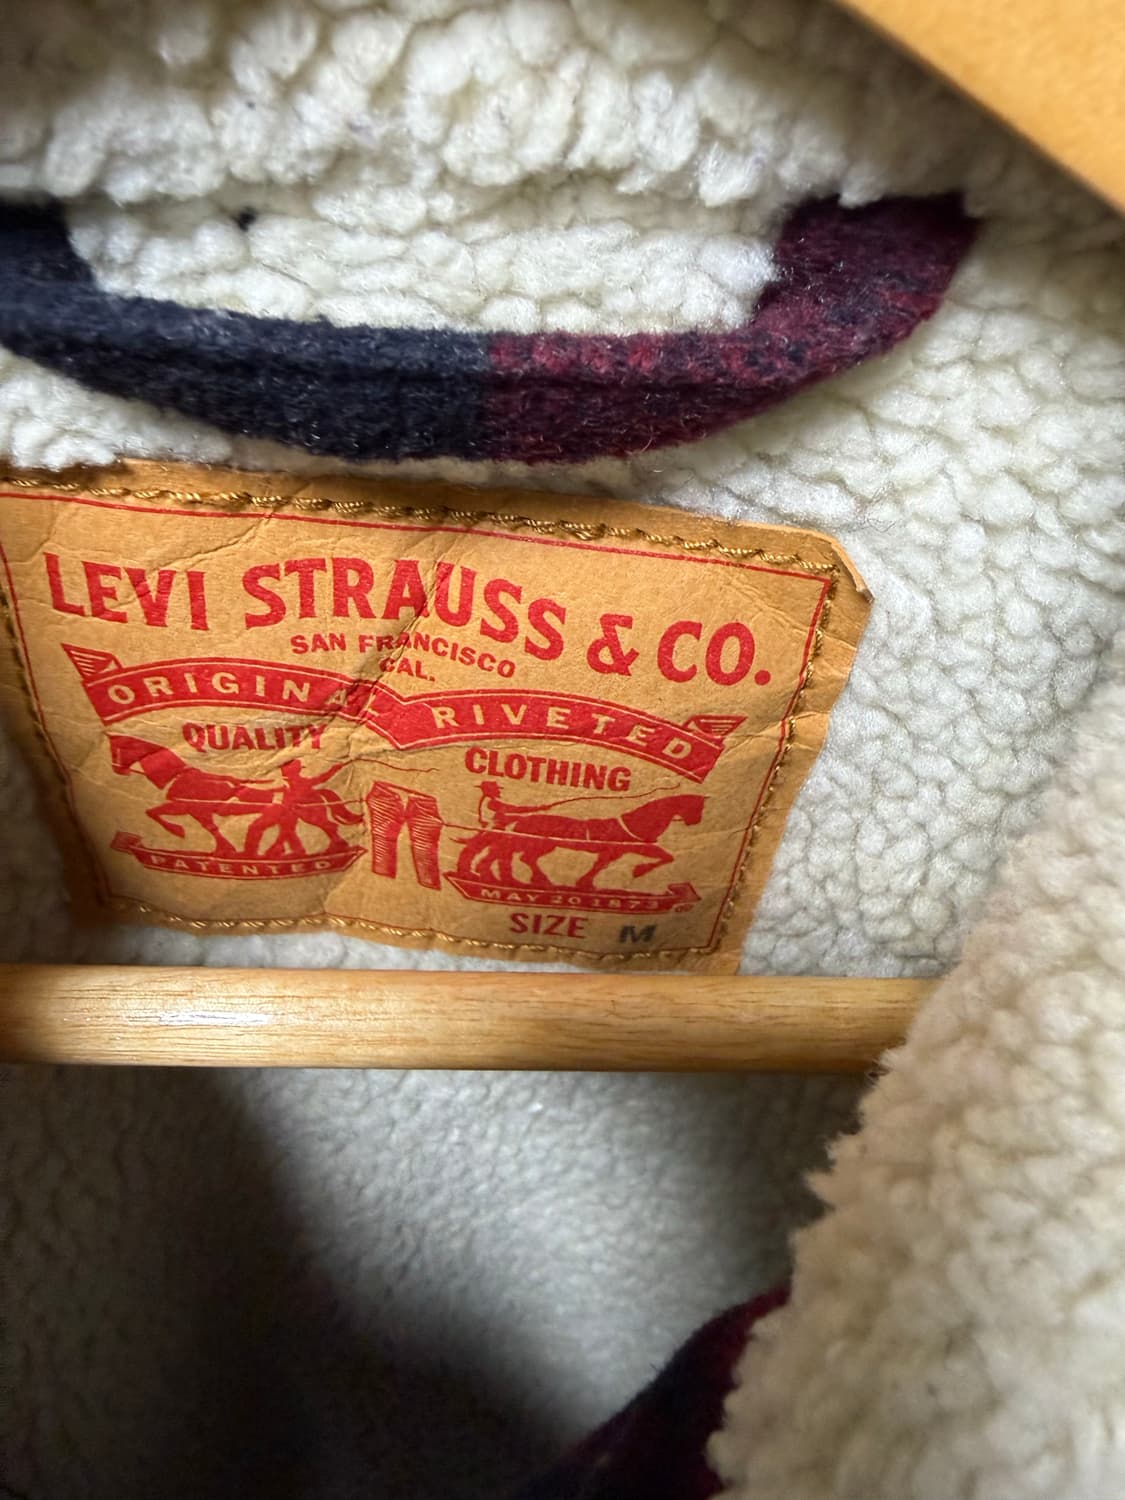 LEVI STRAUSS & CO.
SAN FRANCISCO
CAL.
ORIGINAL RIVETED
QUALITY CLOTHING
PATENTED MAY 20 1873
SIZE M